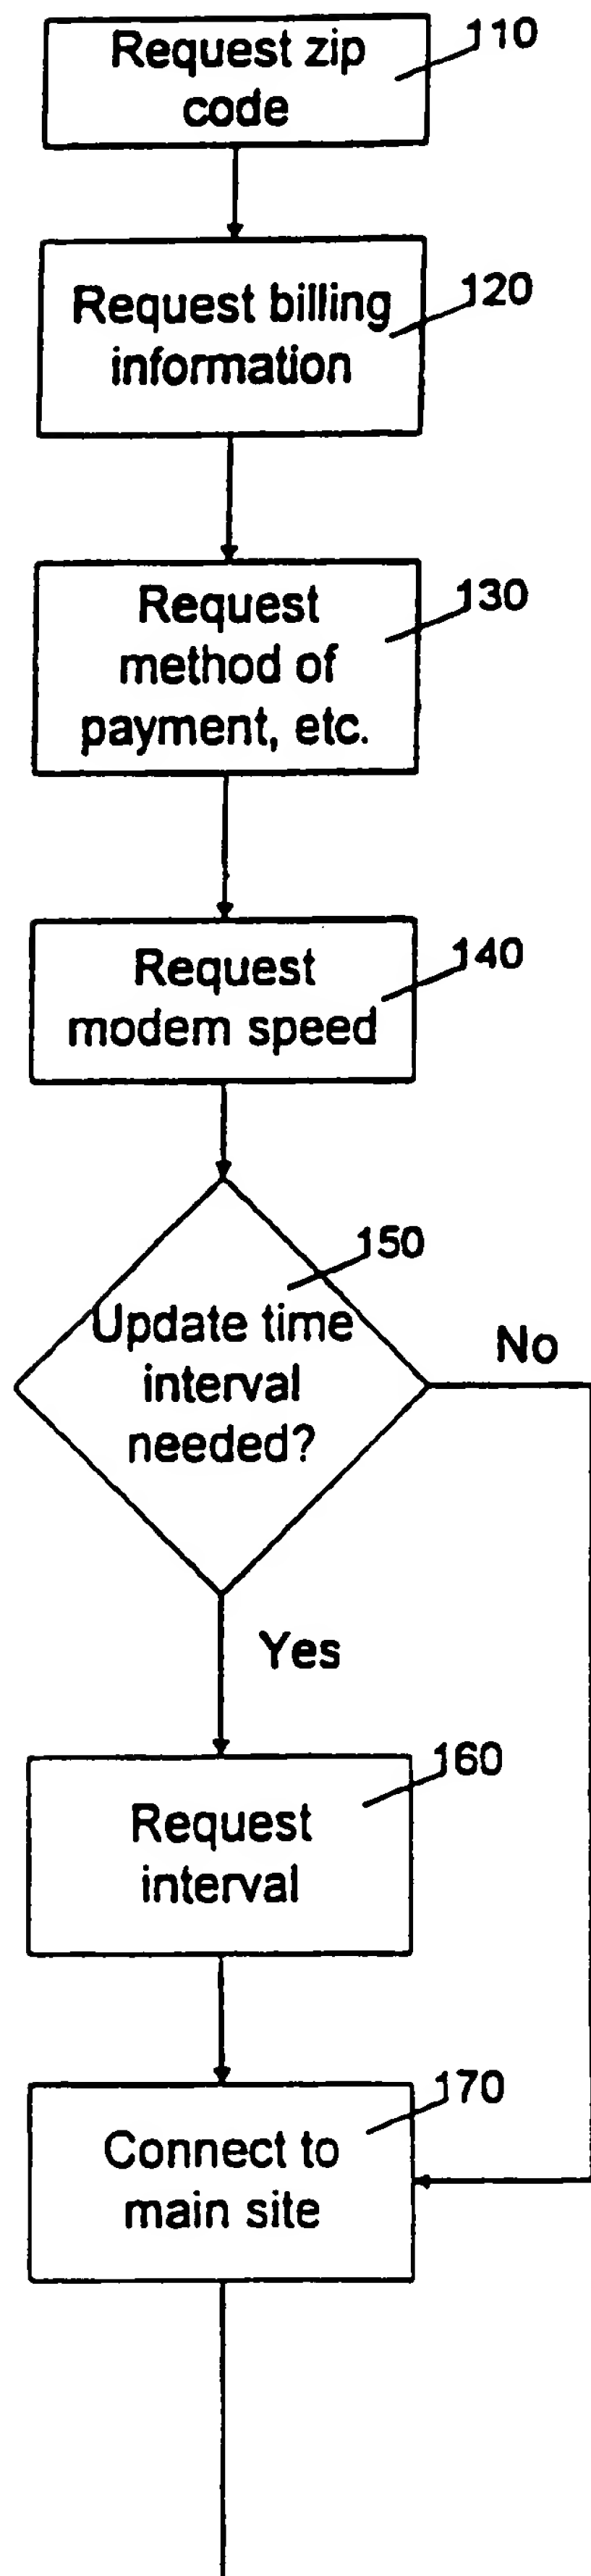 Request zip
code
110
Request billing
information
120
Request
method of
payment, etc.
130
Request
modem speed
140
150
Update time
interval
needed?
No
Yes
160
Request
interval
170
Connect to
main site